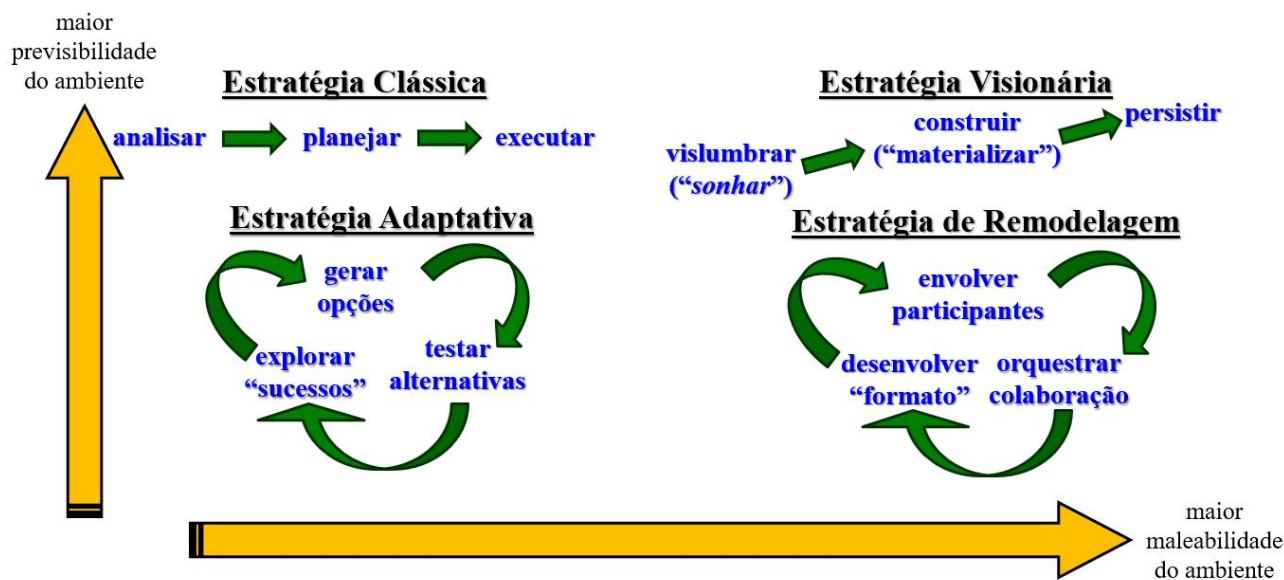 maior
previsibilidade
do ambiente
Estratégia Clássica
analisar
planejar
executar
Estratégia Visionária
vislumbrar
(“sonhar”)
construir
(“materializar”)
persistir
Estratégia Adaptativa
gerar
opções
testar
alternativas
explorar
“sucessos”
Estratégia de Remodelagem
envolver
participantes
orquestrar
colaboração
desenvolver
“formato”
maior
maleabilidade
do ambiente